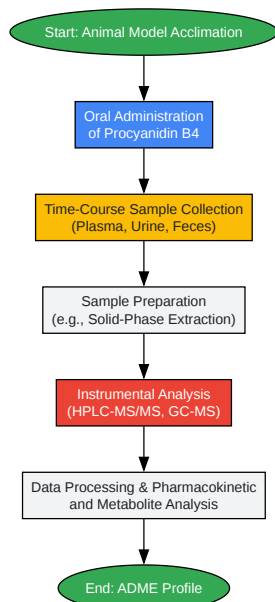 Start: Animal Model Acclimation
Oral Administration
of Procyanidin B4
Time-Course Sample Collection
(Plasma, Urine, Feces)
Sample Preparation
(e.g., Solid-Phase Extraction)
Instrumental Analysis
(HPLC-MS/MS, GC-MS)
Data Processing & Pharmacokinetic
and Metabolite Analysis
End: ADME Profile